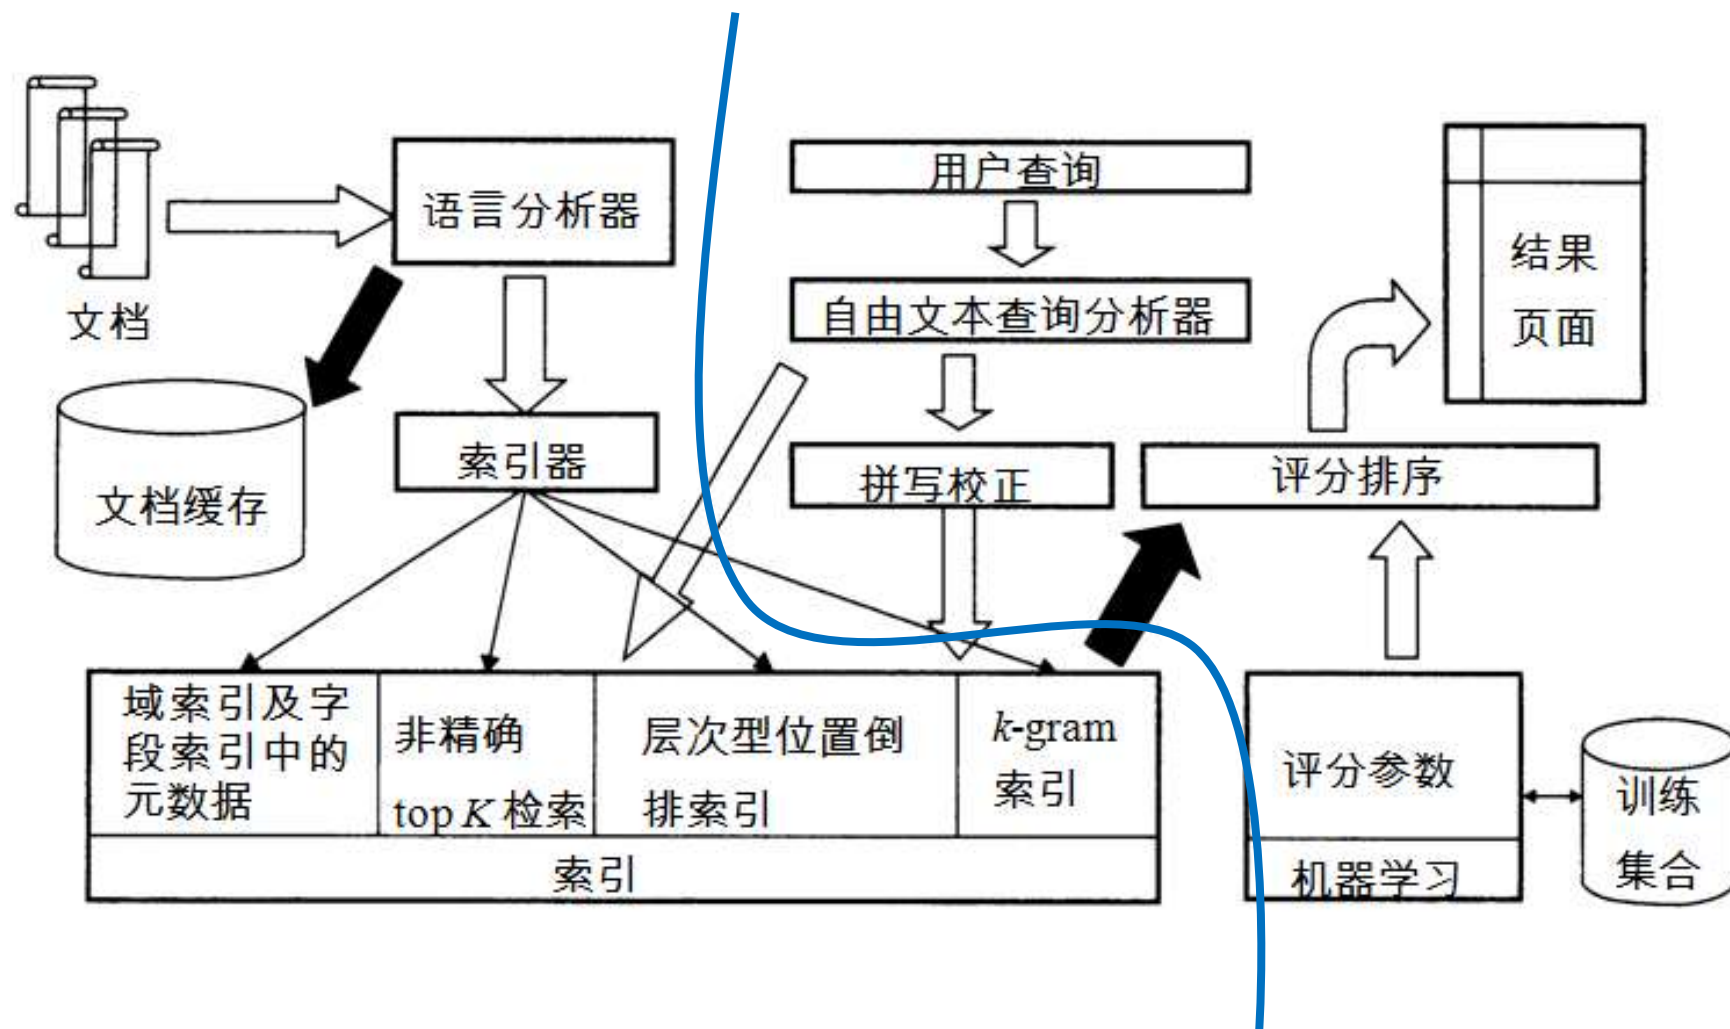 文档
语言分析器
文档缓存
索引器
用户查询
自由文本查询分析器
拼写校正
评分排序
结果
页面
域索引及字
段索引中的
元数据
非精确
top K 检索
层次型位置倒
排索引
k-gram
索引
索引
评分参数
机器学习
训练
集合